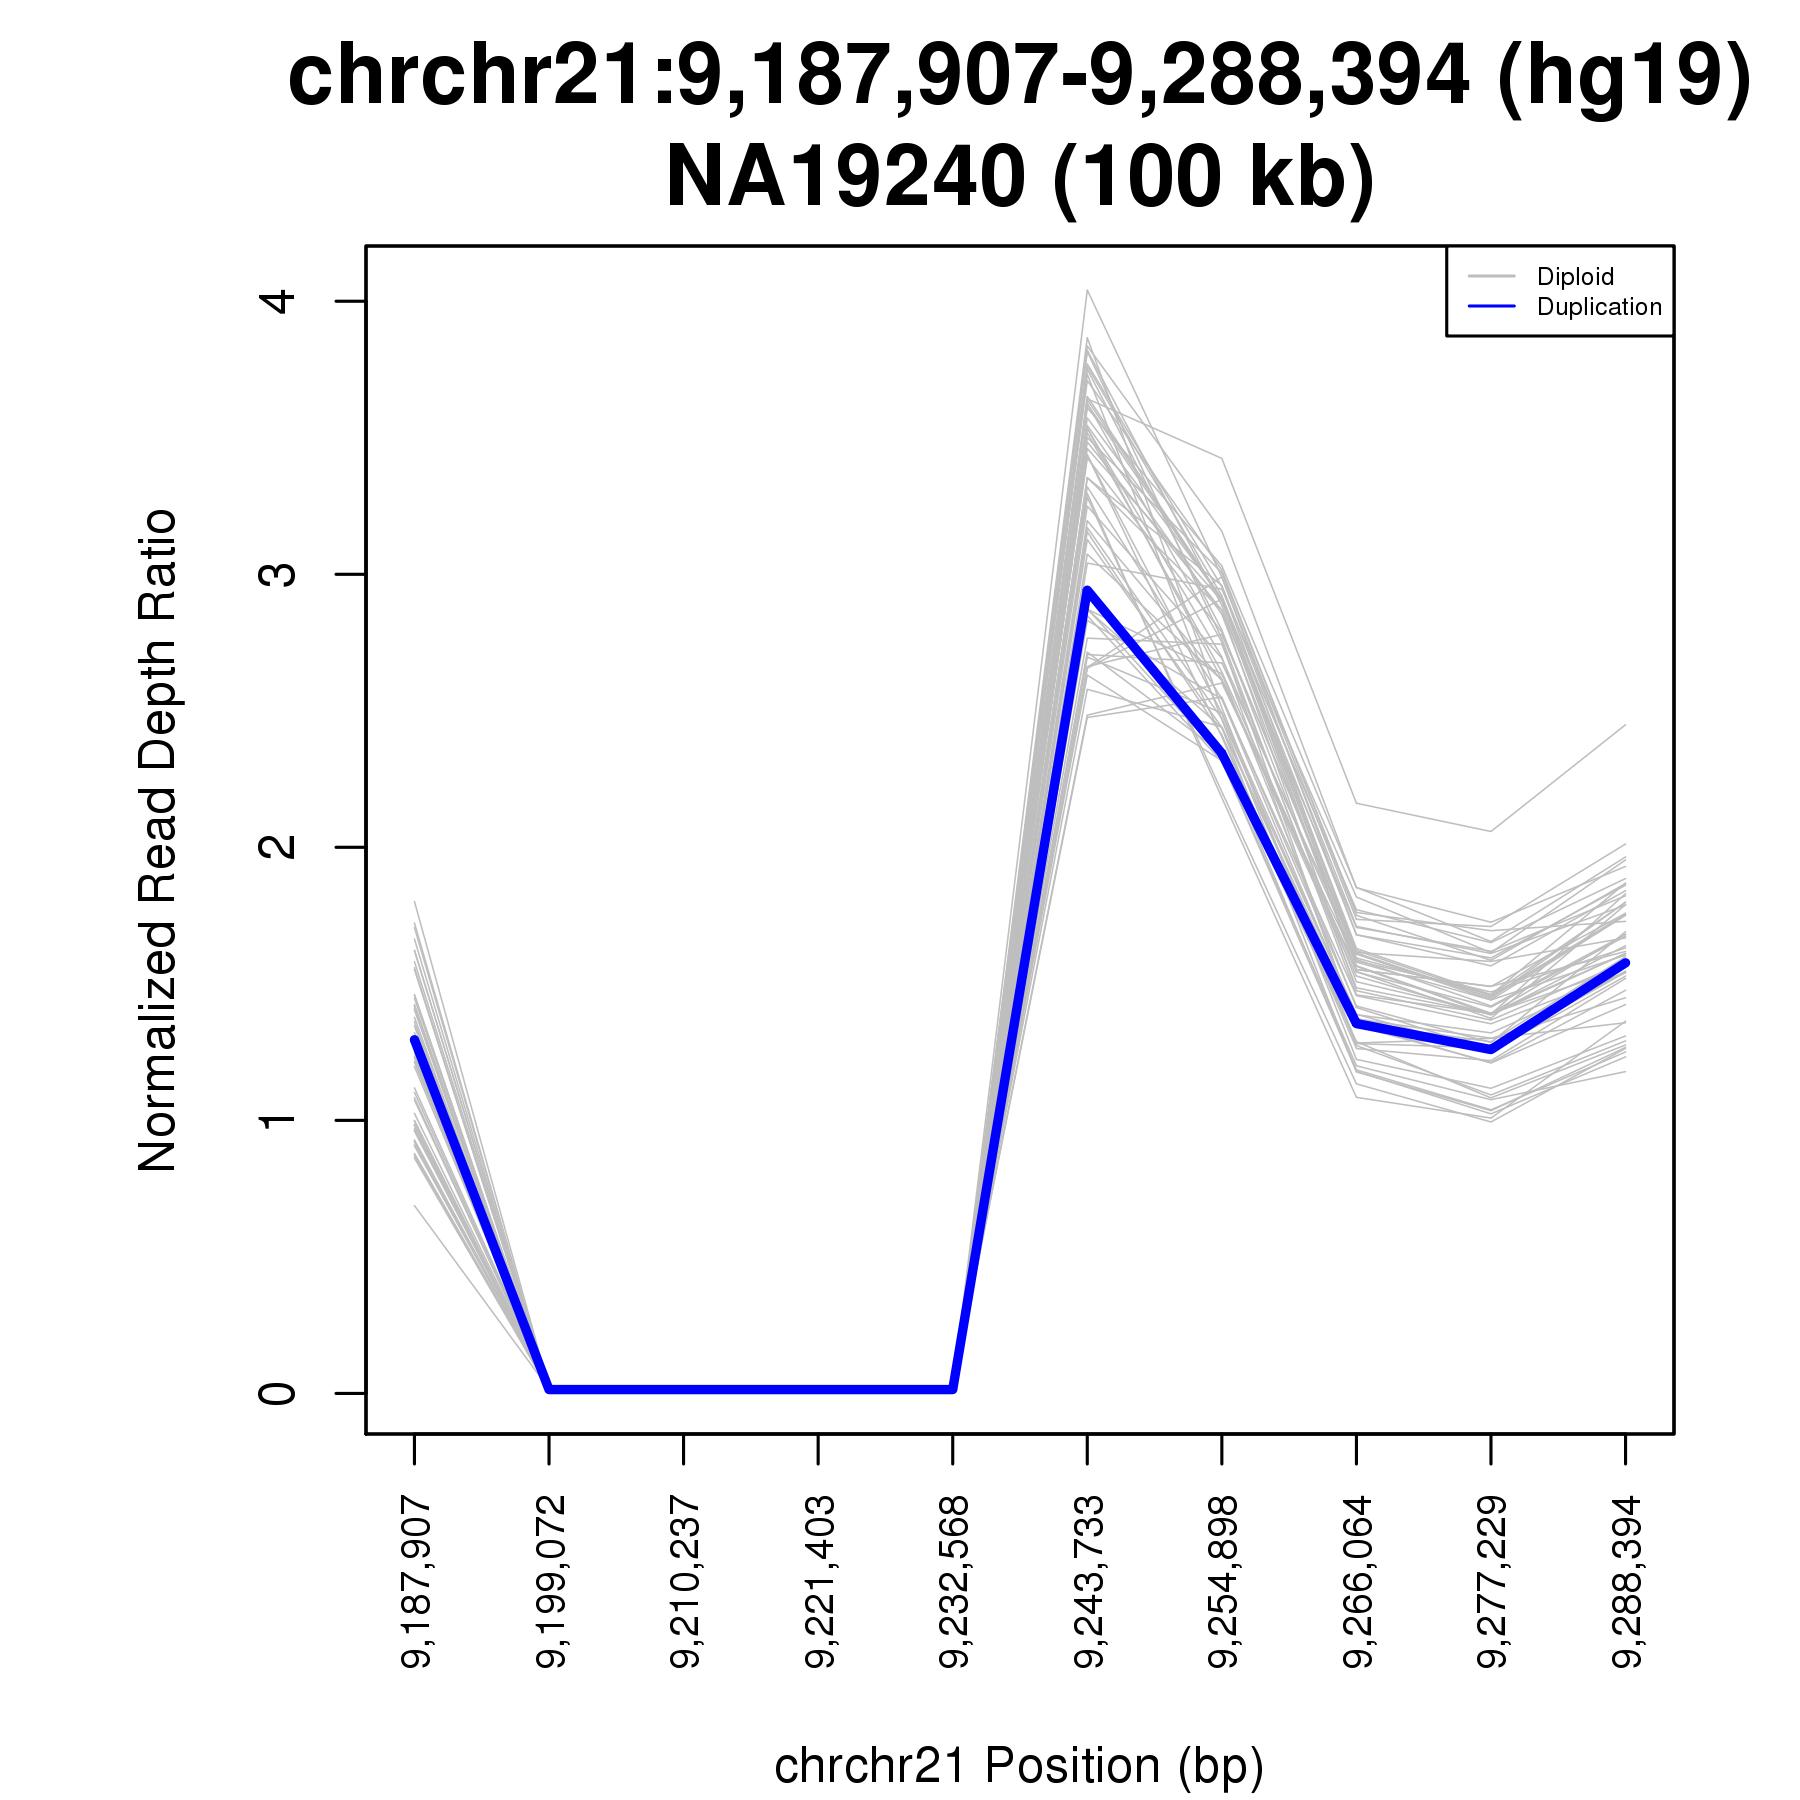 chrchr21:9,187,907-9,288,394 (hg19)
NA19240 (100 kb)
Diploid
Duplication
Normalized Read Depth Ratio
4
3
2
1
0
9,187,907
9,199,072
9,210,237
9,221,403
9,232,568
9,243,733
9,254,898
9,266,064
9,277,229
9,288,394
chrchr21 Position (bp)